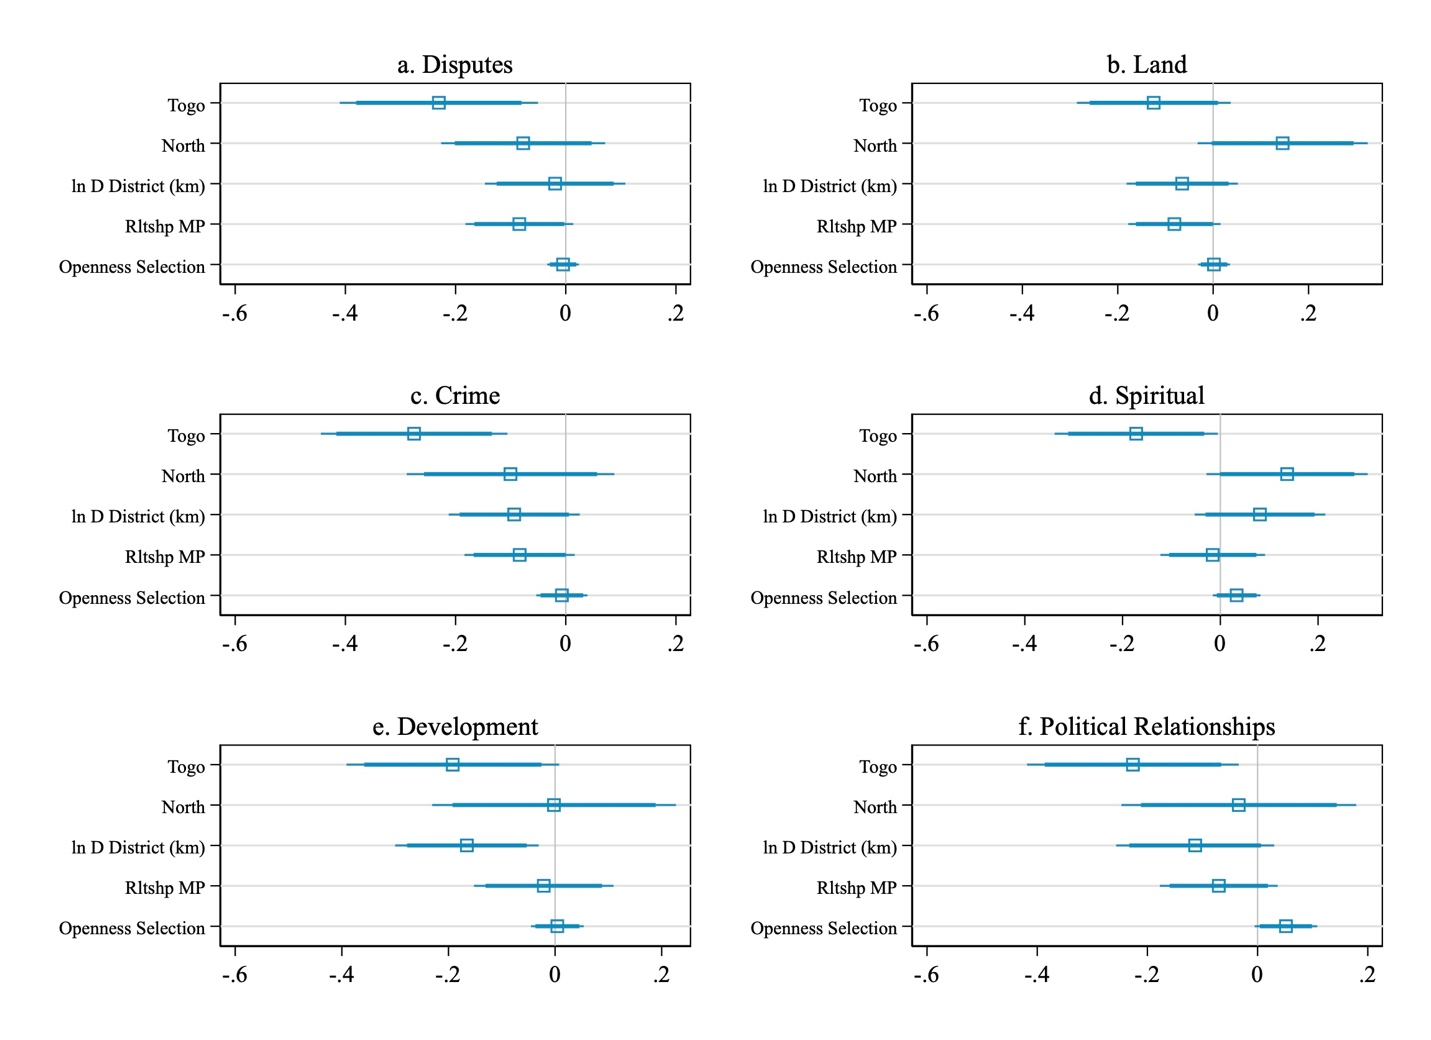 a. Disputes
Togo
North
ln D District (km)
Rltshp MP
Openness Selection
-.6 -.4 -.2 0 .2
b. Land
Togo
North
ln D District (km)
Rltshp MP
Openness Selection
-.6 -.4 -.2 0 .2
c. Crime
Togo
North
ln D District (km)
Rltshp MP
Openness Selection
-.6 -.4 -.2 0 .2
d. Spiritual
Togo
North
ln D District (km)
Rltshp MP
Openness Selection
-.6 -.4 -.2 0 .2
e. Development
Togo
North
ln D District (km)
Rltshp MP
Openness Selection
-.6 -.4 -.2 0 .2
f. Political Relationships
Togo
North
ln D District (km)
Rltshp MP
Openness Selection
-.6 -.4 -.2 0 .2